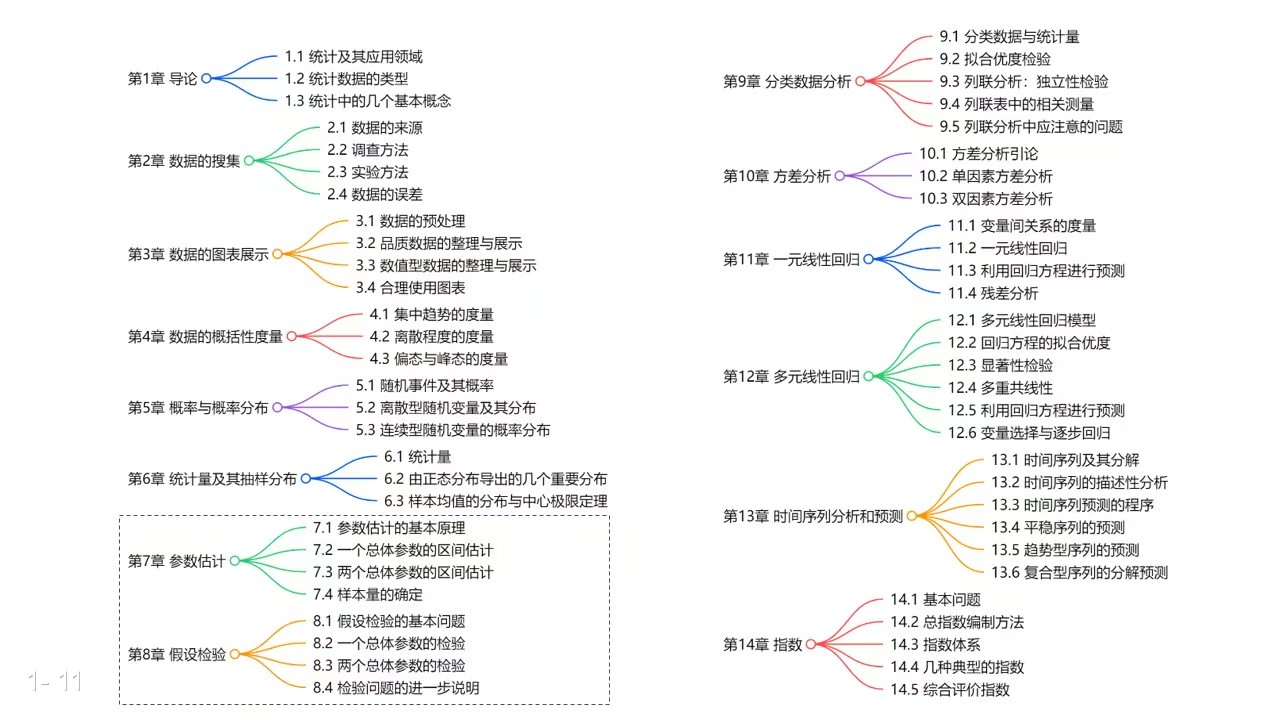 第1章 导论
1.1 统计及其应用领域
1.2 统计数据的类型
1.3 统计中的几个基本概念
第2章 数据的搜集
2.1 数据的来源
2.2 调查方法
2.3 实验方法
2.4 数据的误差
第3章 数据的图表展示
3.1 数据的预处理
3.2 品质数据的整理与展示
3.3 数值型数据的整理与展示
3.4 合理使用图表
第4章 数据的概括性度量
4.1 集中趋势的度量
4.2 离散程度的度量
4.3 偏态与峰态的度量
第5章 概率与概率分布
5.1 随机事件及其概率
5.2 离散型随机变量及其分布
5.3 连续型随机变量的概率分布
第6章 统计量及其抽样分布
6.1 统计量
6.2 由正态分布导出的几个重要分布
6.3 样本均值的分布与中心极限定理
第7章 参数估计
7.1 参数估计的基本原理
7.2 一个总体参数的区间估计
7.3 两个总体参数的区间估计
7.4 样本量的确定
第8章 假设检验
8.1 假设检验的基本问题
8.2 一个总体参数的检验
8.3 两个总体参数的检验
8.4 检验问题的进一步说明
1- 11
第9章 分类数据分析
9.1 分类数据与统计量
9.2 拟合优度检验
9.3 列联分析：独立性检验
9.4 列联表中的相关测量
9.5 列联分析中应注意的问题
第10章 方差分析
10.1 方差分析引论
10.2 单因素方差分析
10.3 双因素方差分析
第11章 一元线性回归
11.1 变量间关系的度量
11.2 一元线性回归
11.3 利用回归方程进行预测
11.4 残差分析
第12章 多元线性回归
12.1 多元线性回归模型
12.2 回归方程的拟合优度
12.3 显著性检验
12.4 多重共线性
12.5 利用回归方程进行预测
12.6 变量选择与逐步回归
第13章 时间序列分析和预测
13.1 时间序列及其分解
13.2 时间序列的描述性分析
13.3 时间序列预测的程序
13.4 平稳序列的预测
13.5 趋势型序列的预测
13.6 复合型序列的分解预测
第14章 指数
14.1 基本问题
14.2 总指数编制方法
14.3 指数体系
14.4 几种典型的指数
14.5 综合评价指数